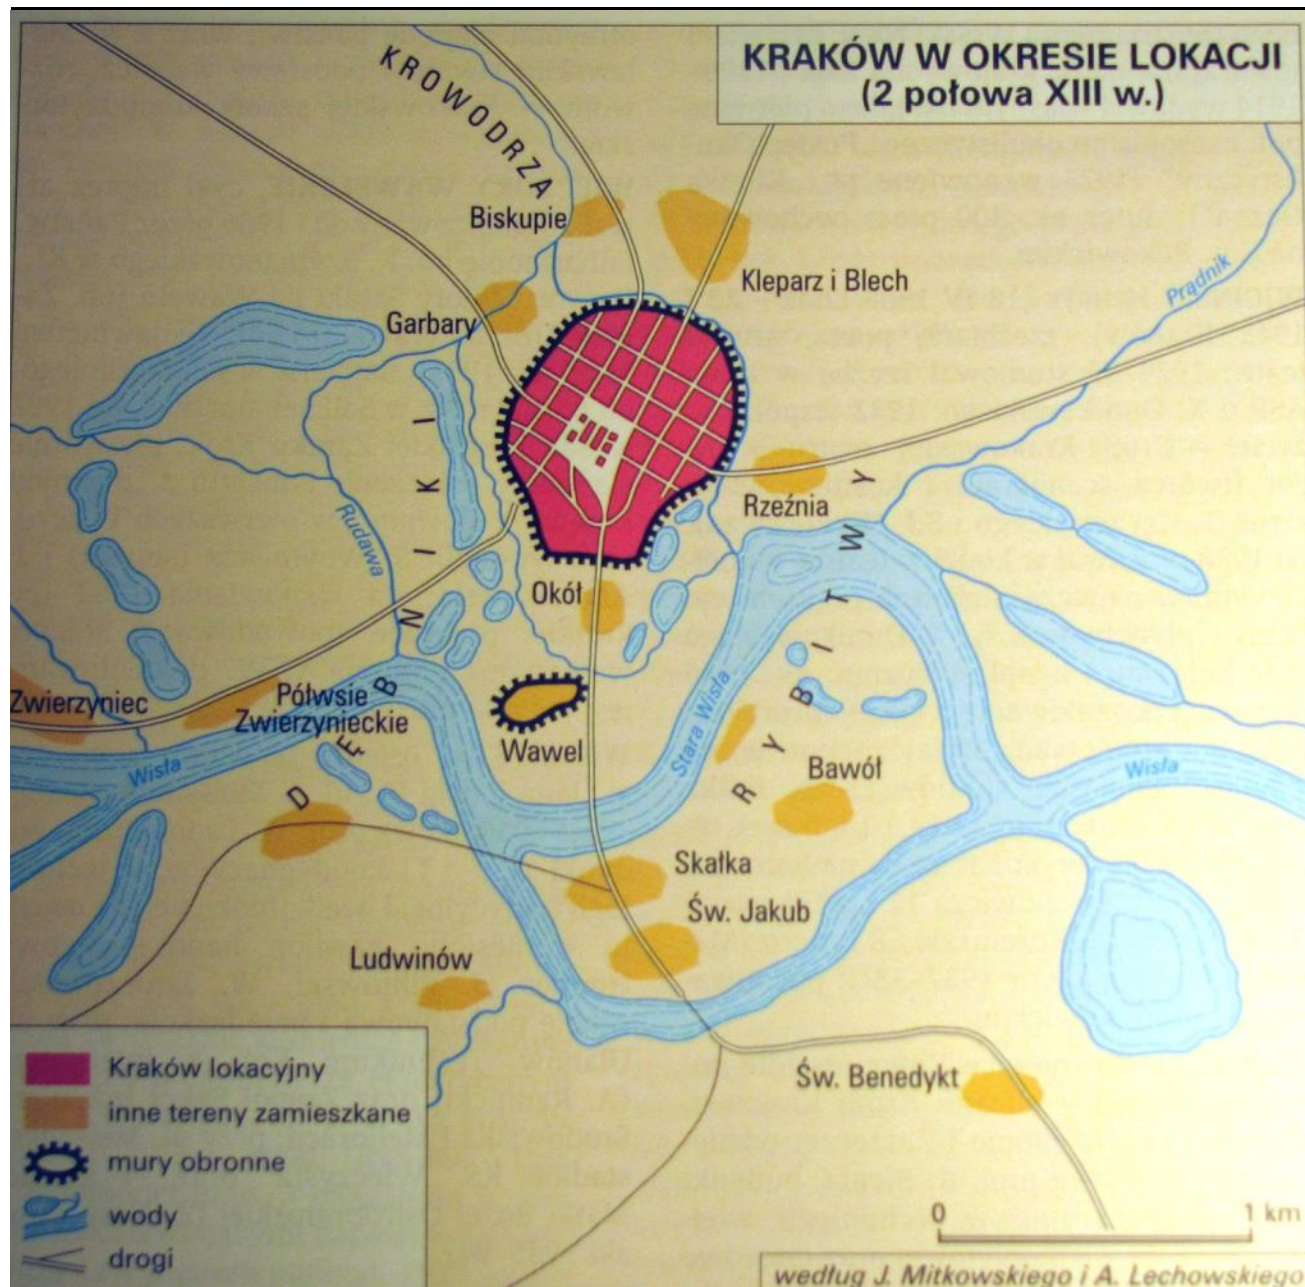 KRAKÓW W OKRESIE LOKACJI
(2 połowa XIII w.)
KROWODRZA
Biskupie
Kleparz i Blech
Prądnik
Garbary
Rudawa
Rzeźnia
Okół
Zwierzyniec
Półwsie
Zwierzynieckie
Wawel
Stara Wisła
Wisła
Wisła
DĘBNIKI
RYBITWY
Bawół
Skałka
Św. Jakub
Ludwinów
Św. Benedykt
Kraków lokacyjny
inne tereny zamieszkane
mury obronne
wody
drogi
0 1 km
według J. Mitkowskiego i A. Lechowskiego